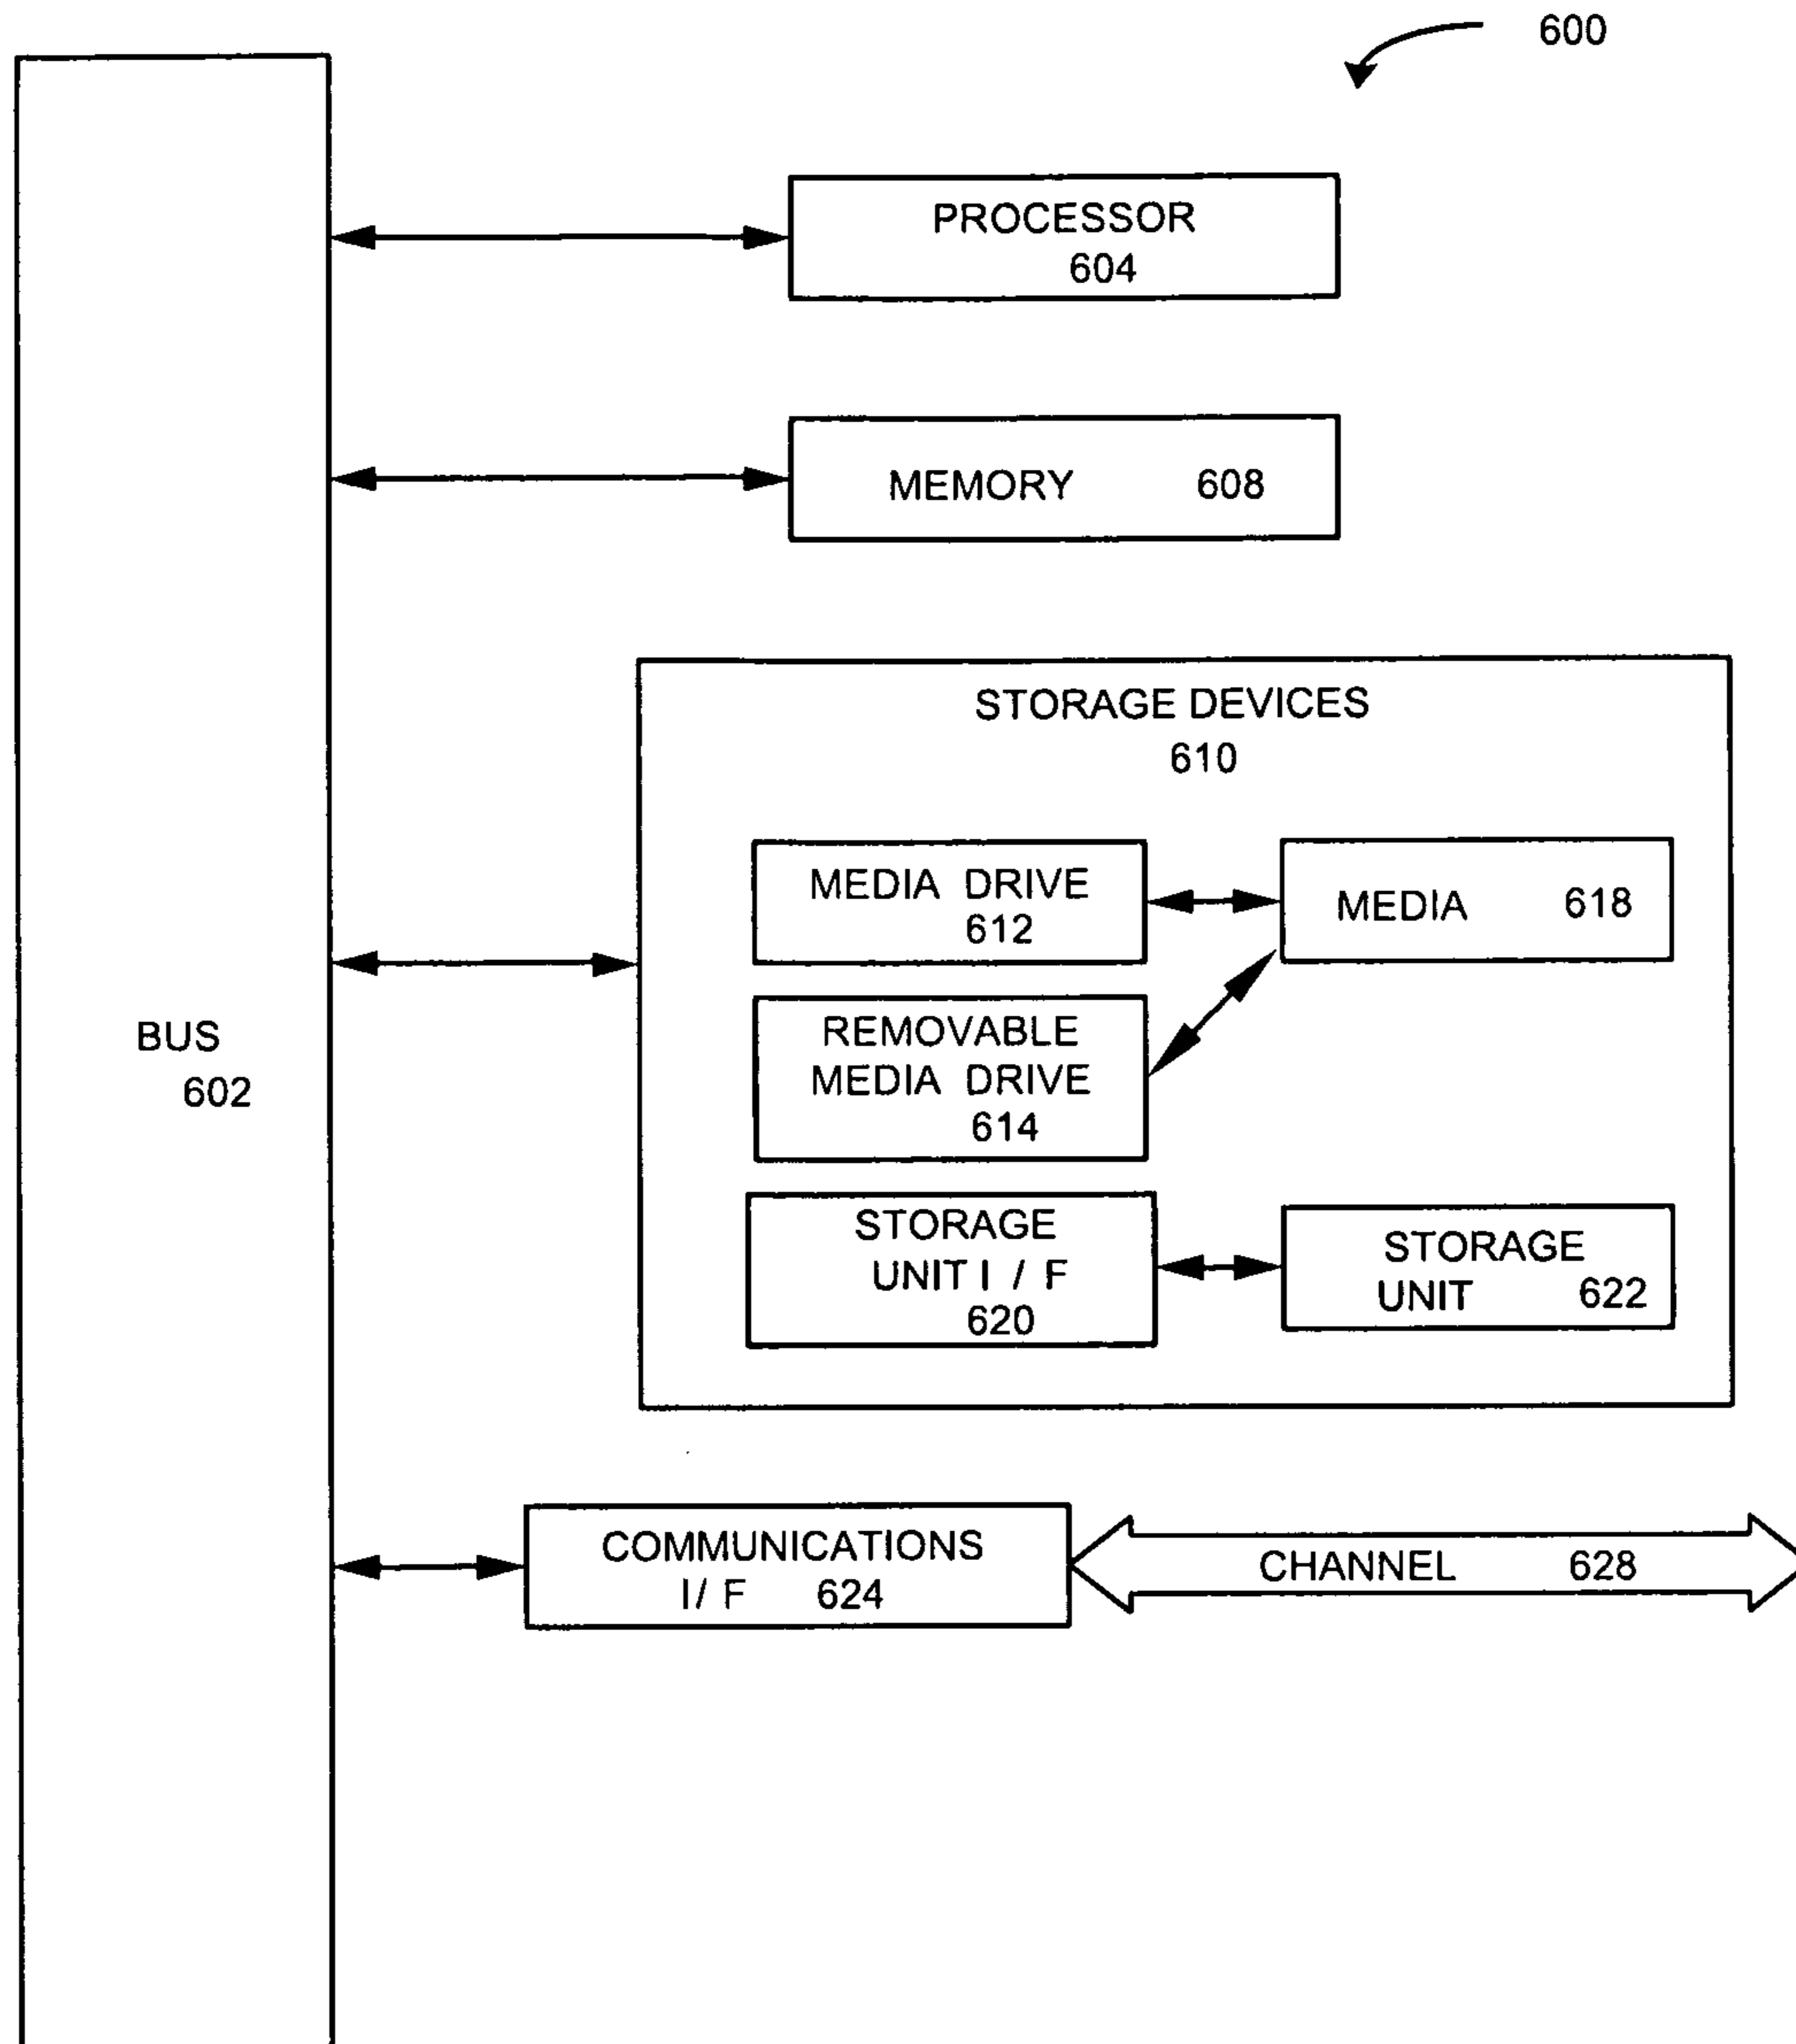 600
PROCESSOR
604
MEMORY 608
STORAGE DEVICES
610
MEDIA DRIVE
612
MEDIA 618
REMOVABLE
MEDIA DRIVE
614
BUS
602
STORAGE
UNIT I / F
620
STORAGE
UNIT 622
COMMUNICATIONS
I/ F 624
CHANNEL 628